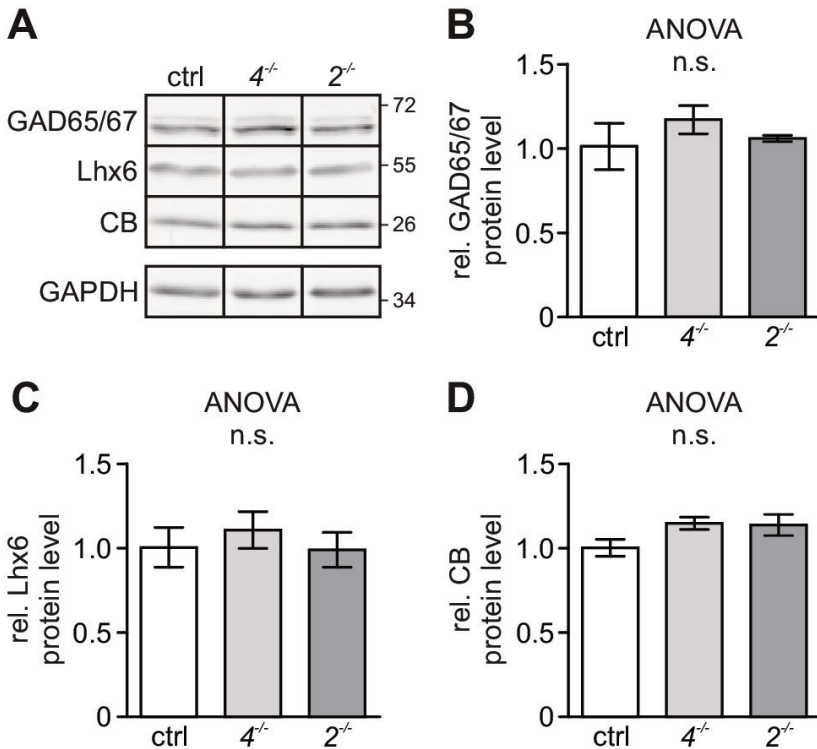 A
ctrl 4-/- 2-/-
GAD65/67
72
Lhx6
55
CB
26
GAPDH
34
B
ANOVA
n.s.
rel. GAD65/67
protein level
1.5
1.0
0.5
0
ctrl 4-/- 2-/-
C
ANOVA
n.s.
rel. Lhx6
protein level
1.5
1.0
0.5
0
ctrl 4-/- 2-/-
D
ANOVA
n.s.
rel. CB
protein level
1.5
1.0
0.5
0
ctrl 4-/- 2-/-